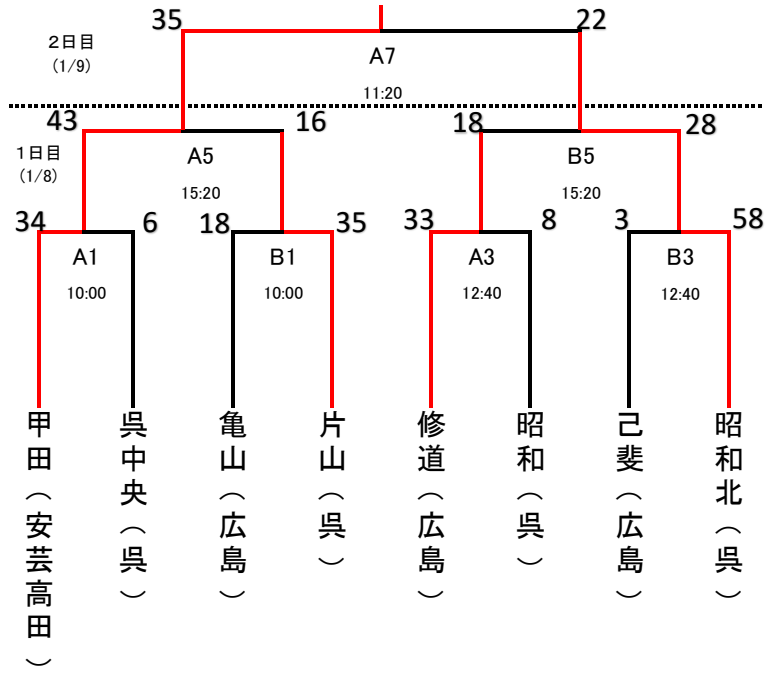 35
22
2日目
(1/9)
A7
11:20
43
16
18
28
1日目
(1/8)
A5
B5
15:20
15:20
34
6
18
35
33
8
3
58
A1
B1
A3
B3
10:00
10:00
12:40
12:40
甲田(安芸高田)
呉中央(呉)
亀山(広島)
片山(呉)
修道(広島)
昭和(呉)
己斐(広島)
昭和北(呉)